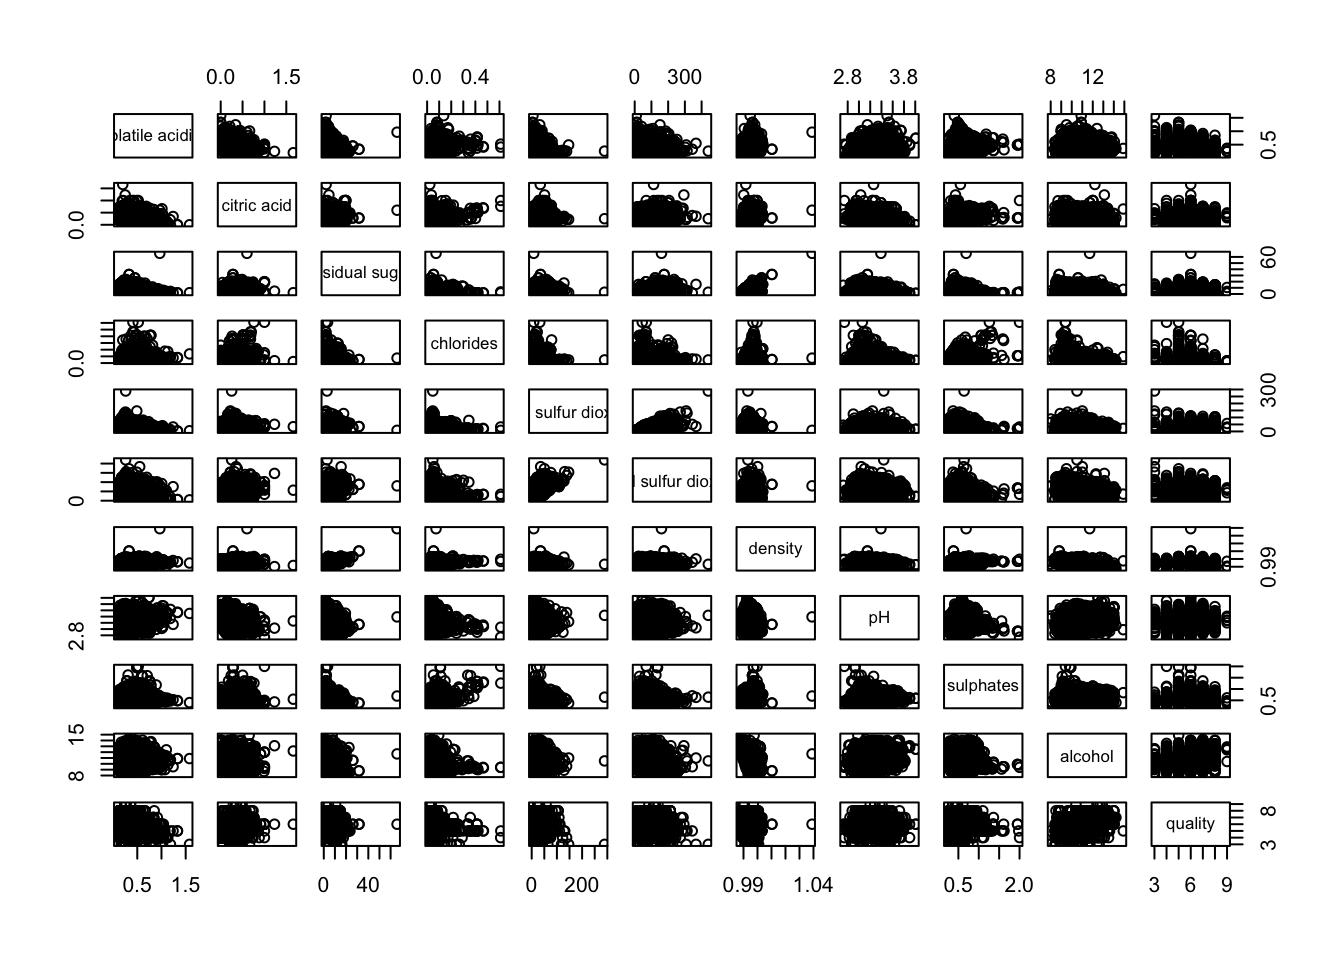 0.0 1.5 0.0 0.4 0 300 2.8 3.8 8 12
olatile acidi 0.5
0.0 citric acid
sidual sug 0 60
0.0 chlorides
sulfur diox 0 300
0 l sulfur diox
density 0.99
2.8 pH
sulphates 0.5
8 15 alcohol
quality 3 8
0.5 1.5 0 40 0 200 0.99 1.04 0.5 2.0 3 6 9